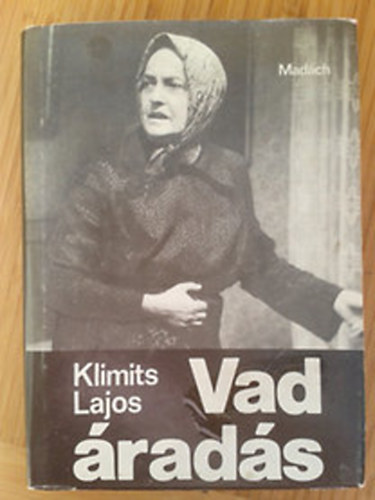 Madách
Klimits
Lajos
Vad
áradás